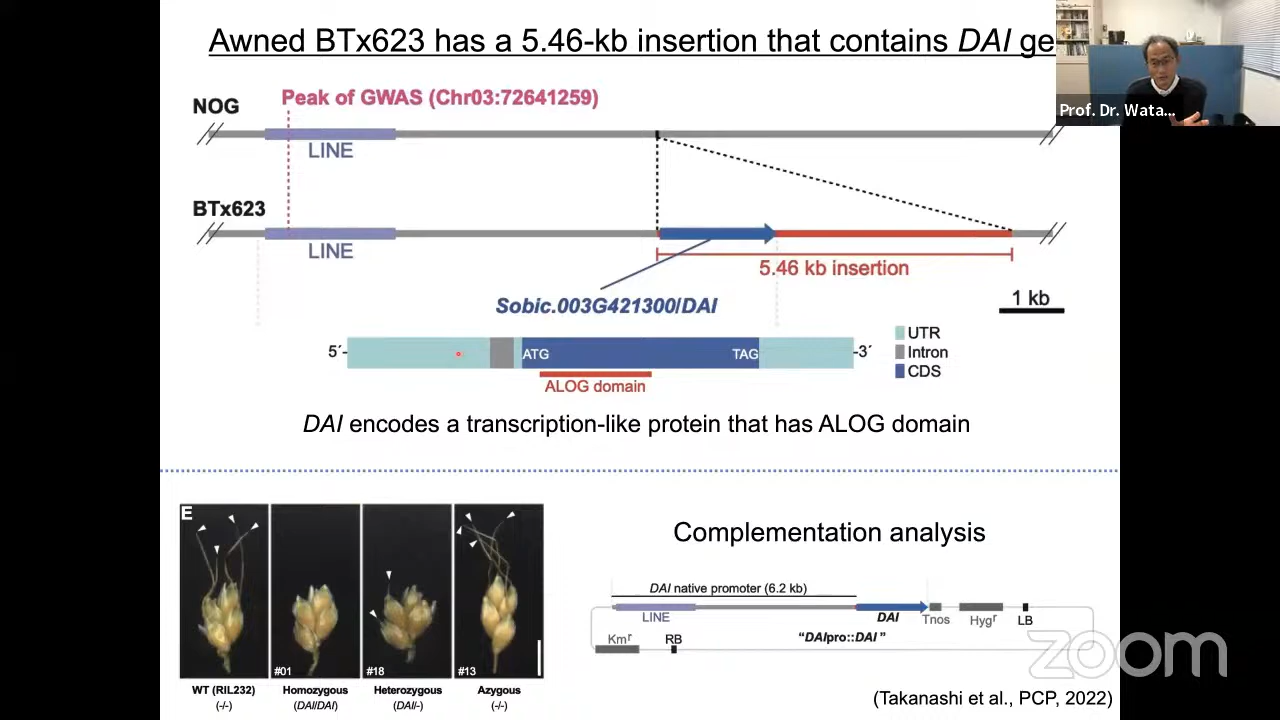 Awned BTx623 has a 5.46-kb insertion that contains DAI ge
Prof. Dr. Wata...
Peak of GWAS (Chr03:72641259)
NOG
LINE
BTx623
LINE
5.46 kb insertion
Sobic.003G421300/DAI
1 kb
5´-
ATG
TAG
-3´
UTR
Intron
CDS
ALOG domain
DAI encodes a transcription-like protein that has ALOG domain
E
#01
#18
#13
WT (RIL232)
(-/-)
Homozygous
(DAI/DAI)
Heterozygous
(DAI/-)
Azygous
(-/-)
Complementation analysis
DAI native promoter (6.2 kb)
LINE
DAI
Tnos
Hygr
LB
Kmr
RB
“DAIpro::DAI ”
zoom
(Takanashi et al., PCP, 2022)